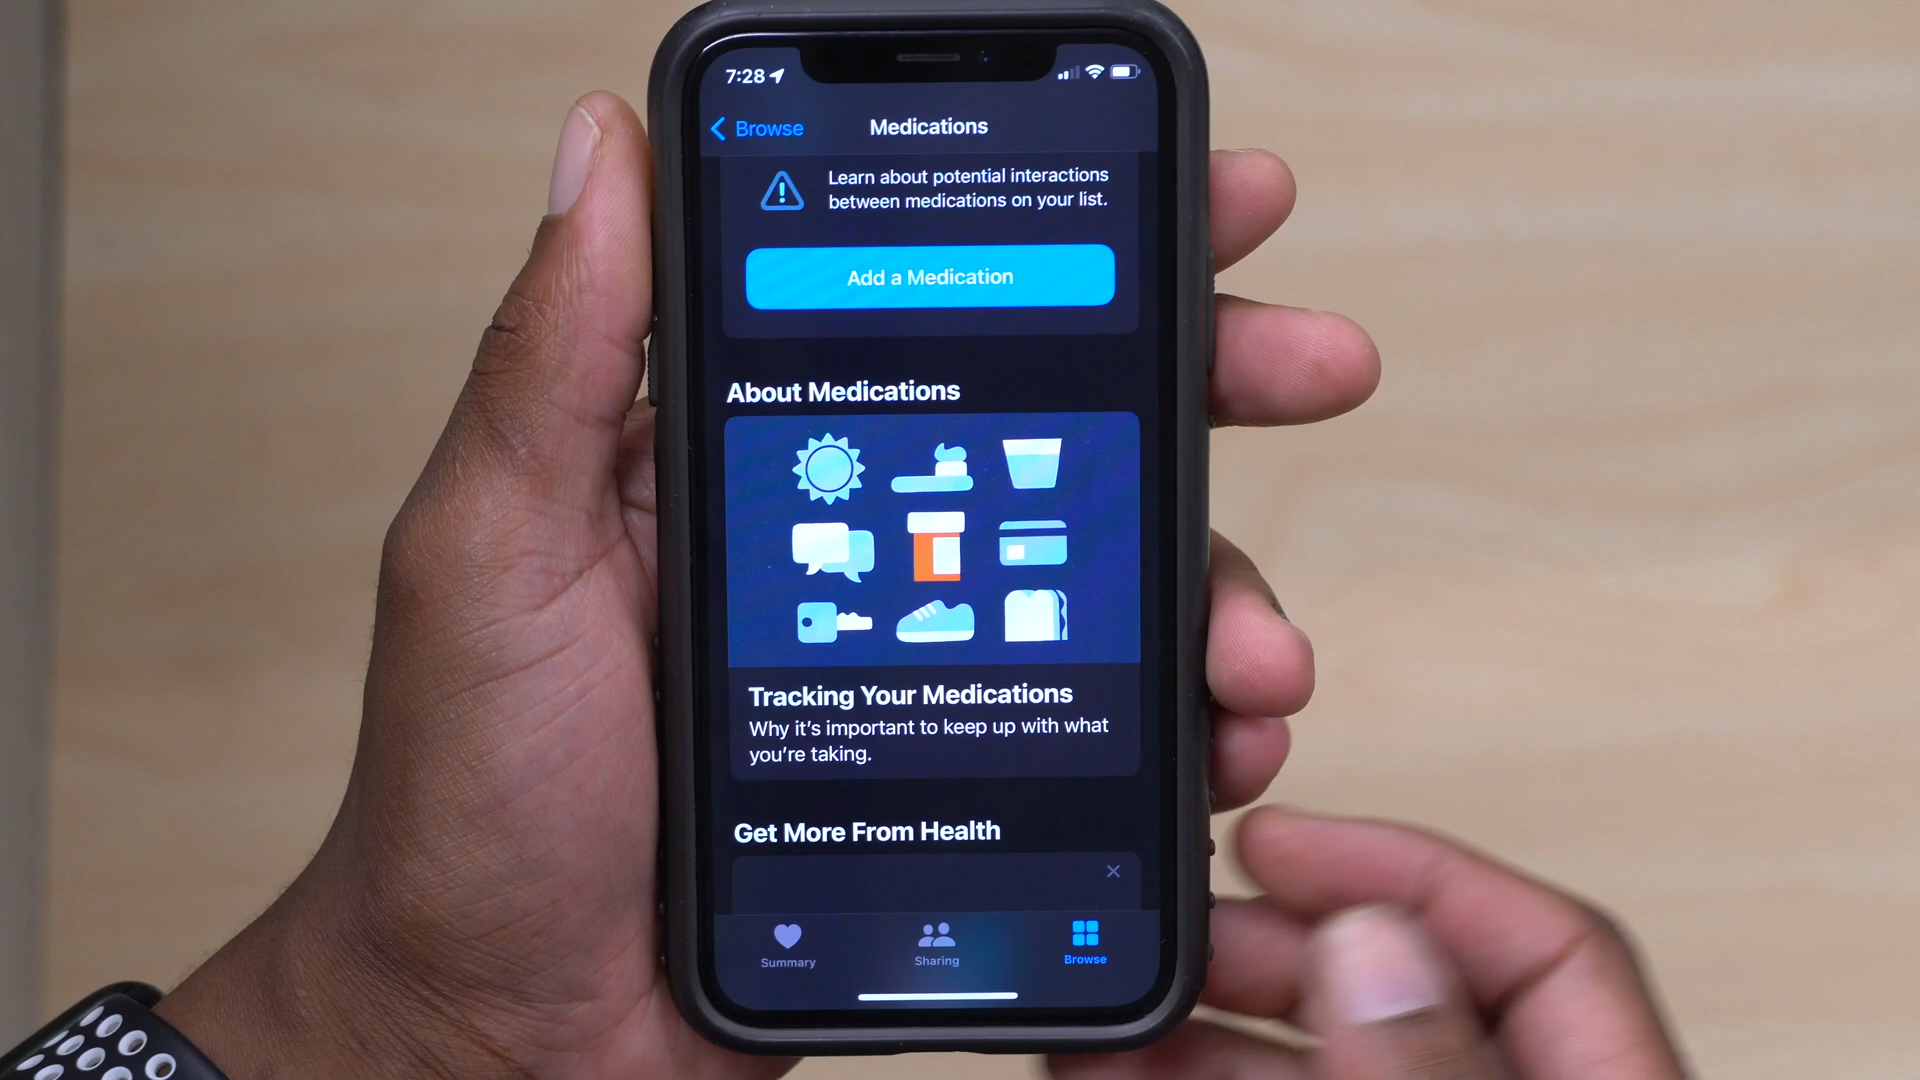 7:28
Browse
Medications
Learn about potential interactions
between medications on your list.
Add a Medication
About Medications
Tracking Your Medications
Why it's important to keep up with what
you're taking.
Get More From Health
Summary
Sharing
Browse